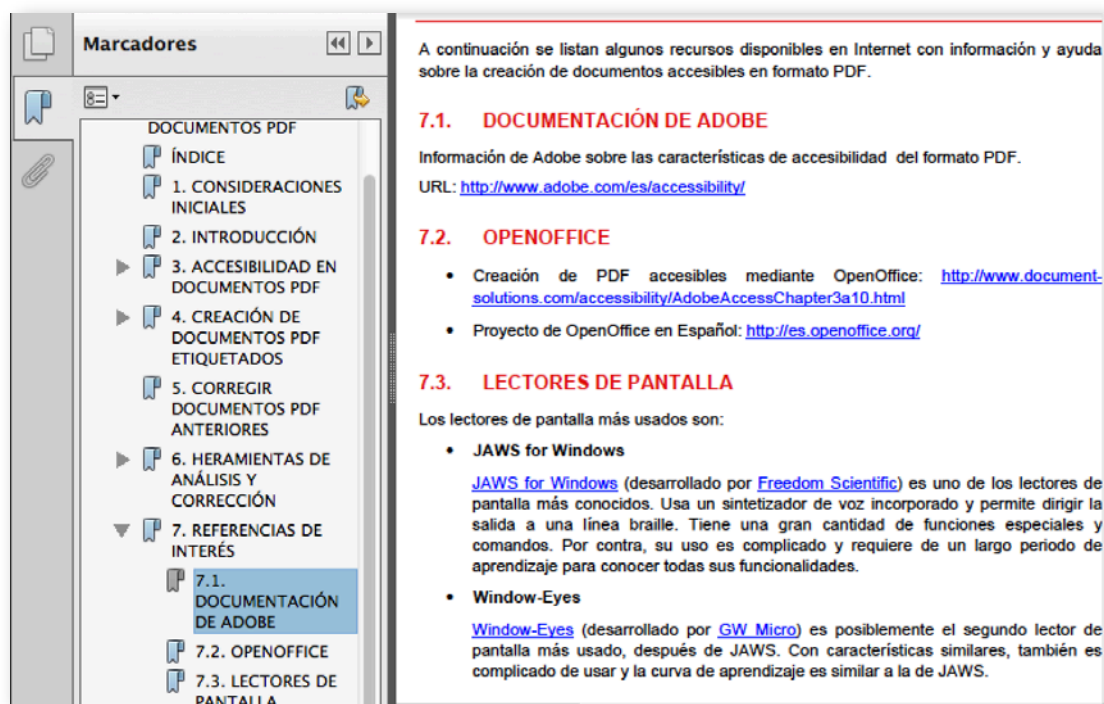 Marcadores
DOCUMENTOS PDF
ÍNDICE
1. CONSIDERACIONES
INICIALES
2. INTRODUCCIÓN
3. ACCESIBILIDAD EN
DOCUMENTOS PDF
4. CREACIÓN DE
DOCUMENTOS PDF
ETIQUETADOS
5. CORREGIR
DOCUMENTOS PDF
ANTERIORES
6. HERAMIENTAS DE
ANÁLISIS Y
CORRECCIÓN
7. REFERENCIAS DE
INTERÉS
7.1.
DOCUMENTACIÓN
DE ADOBE
7.2. OPENOFFICE
7.3. LECTORES DE
PANTALLA
A continuación se listan algunos recursos disponibles en Internet con información y ayuda
sobre la creación de documentos accesibles en formato PDF.
7.1. DOCUMENTACIÓN DE ADOBE
Información de Adobe sobre las características de accesibilidad del formato PDF.
URL: http://www.adobe.com/es/accessibility/
7.2. OPENOFFICE
• Creación de PDF accesibles mediante OpenOffice: http://www.document-
solutions.com/accessibility/AdobeAccessChapter3a10.html
• Proyecto de OpenOffice en Español: http://es.openoffice.org/
7.3. LECTORES DE PANTALLA
Los lectores de pantalla más usados son:
• JAWS for Windows
JAWS for Windows (desarrollado por Freedom Scientific) es uno de los lectores de
pantalla más conocidos. Usa un sintetizador de voz incorporado y permite dirigir la
salida a una línea braille. Tiene una gran cantidad de funciones especiales y
comandos. Por contra, su uso es complicado y requiere de un largo periodo de
aprendizaje para conocer todas sus funcionalidades.
• Window-Eyes
Window-Eyes (desarrollado por GW Micro) es posiblemente el segundo lector de
pantalla más usado, después de JAWS. Con características similares, también es
complicado de usar y la curva de aprendizaje es similar a la de JAWS.